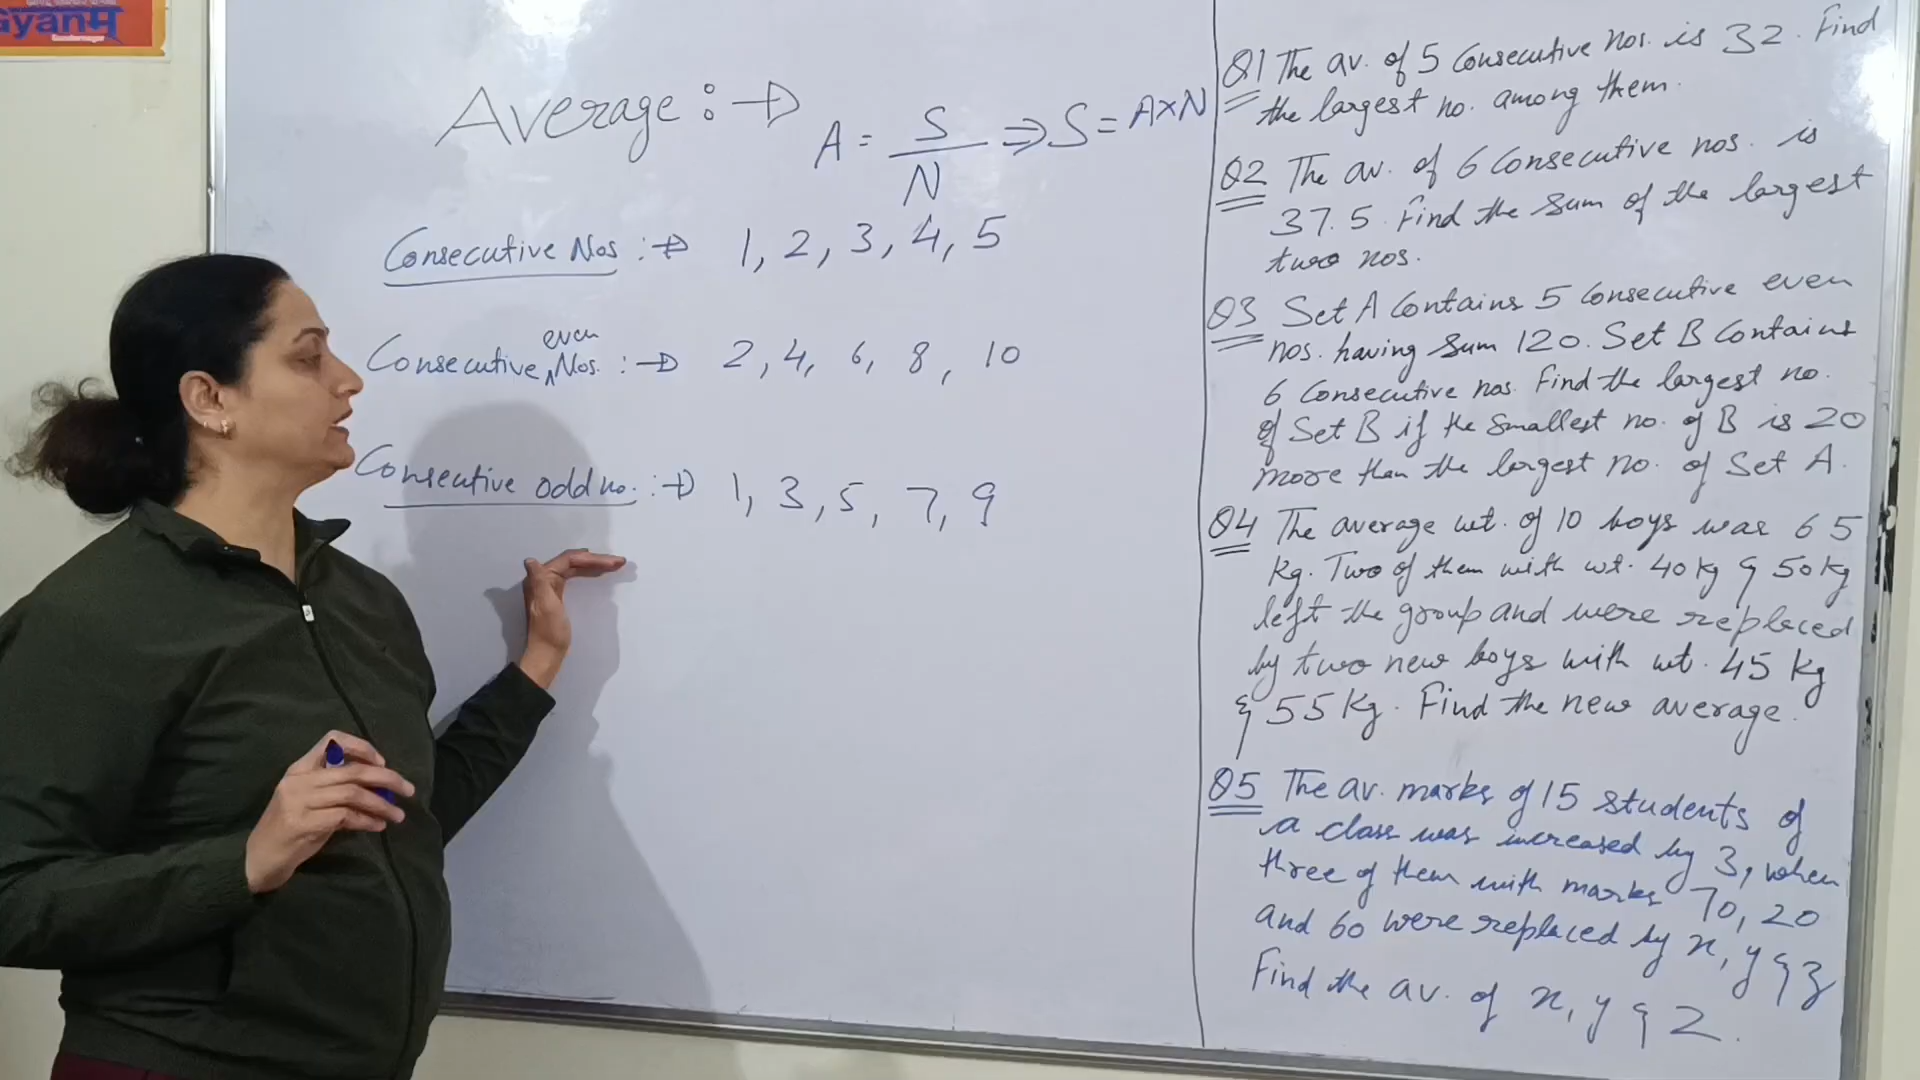 Gyanम
Average :→ A = S/N ⇒ S = A×N
Consecutive Nos :→ 1, 2, 3, 4, 5
even
Consecutive ^ Nos. :→ 2, 4, 6, 8, 10
Consecutive odd no. :→ 1, 3, 5, 7, 9
Q1 The av. of 5 Consecutive nos. is 32. Find
the largest no. among them.
Q2 The av. of 6 Consecutive nos. is
37.5. Find the sum of the largest
two nos.
Q3 Set A Contains 5 Consecutive even
nos. having sum 120. Set B Contains
6 Consecutive nos. Find the largest no.
of Set B if the smallest no. of B is 20
more than the largest no. of Set A.
Q4 The average wt. of 10 boys was 65
kg. Two of them with wt. 40kg & 50kg
left the group and were replaced
by two new boys with wt. 45 kg
& 55 Kg. Find the new average.
Q5 The av. marks of 15 students of
a class was increased by 3, when
three of them with marks 70, 20
and 60 were replaced by x, y & z
Find the av. of x, y & z.